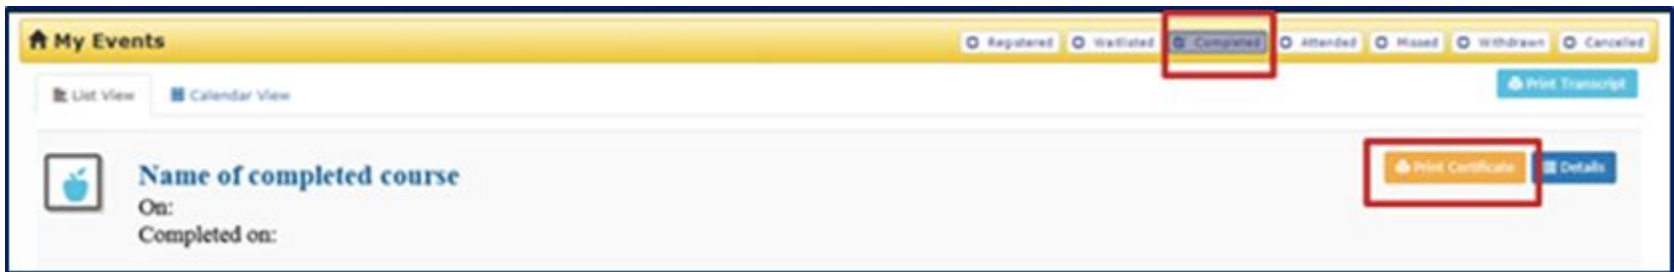 My Events
Registered Waitlisted Completed Attended Missed Withdrawn Cancelled
List View Calendar View
Print Transcript
Name of completed course
Print Certificate Details
On:
Completed on: